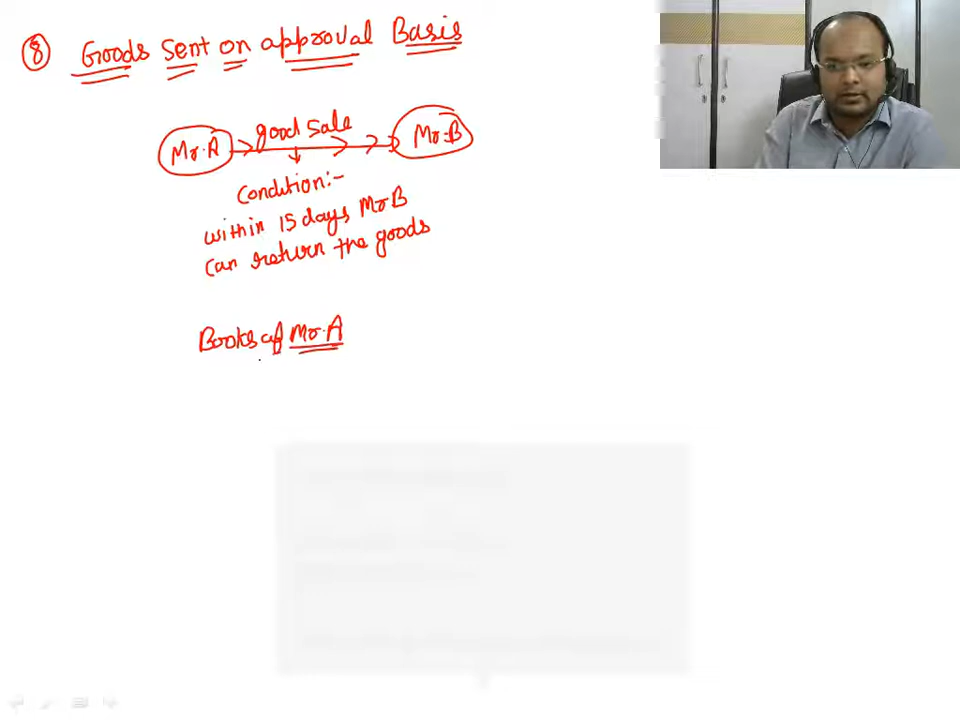 8 Goods Sent on approval Basis
Mr. A good sale Mr. B
Condition:-
within 15 days Mr B
can return the goods
Books of Mr. A